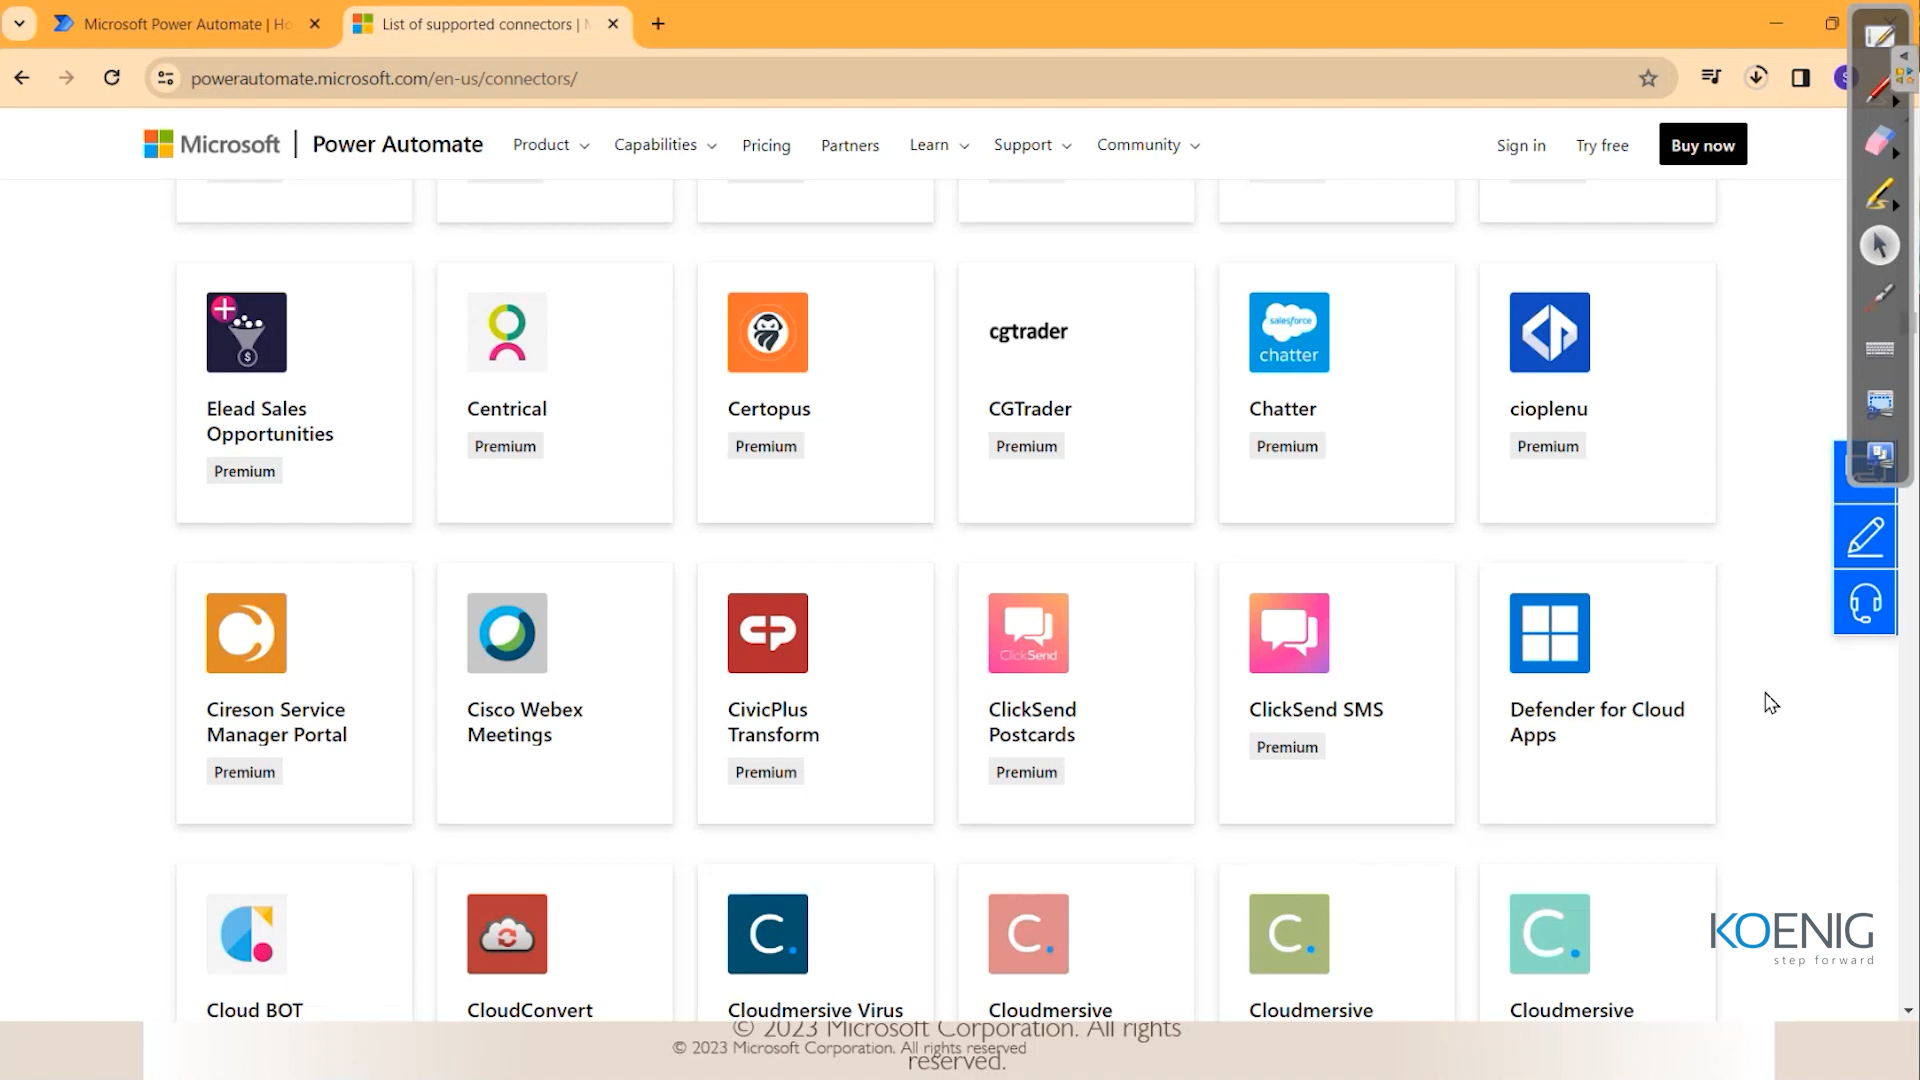 Microsoft Power Automate | Ho
List of supported connectors | M
powerautomate.microsoft.com/en-us/connectors/
S
Microsoft | Power Automate Product Capabilities Pricing Partners Learn Support Community Sign in Try free Buy now
cgtrader
salesforce
chatter
Elead Sales
Opportunities
Premium
Centrical
Premium
Certopus
Premium
CGTrader
Premium
Chatter
Premium
cioplenu
Premium
ClickSend
Cireson Service
Manager Portal
Premium
Cisco Webex
Meetings
CivicPlus
Transform
Premium
ClickSend
Postcards
Premium
ClickSend SMS
Premium
Defender for Cloud
Apps
C.
C.
C.
C.
KOENIG
step forward
Cloud BOT
CloudConvert
Cloudmersive Virus
Cloudmersive
Cloudmersive
Cloudmersive
© 2023 Microsoft Corporation. All rights
reserved.
© 2023 Microsoft Corporation. All rights reserved